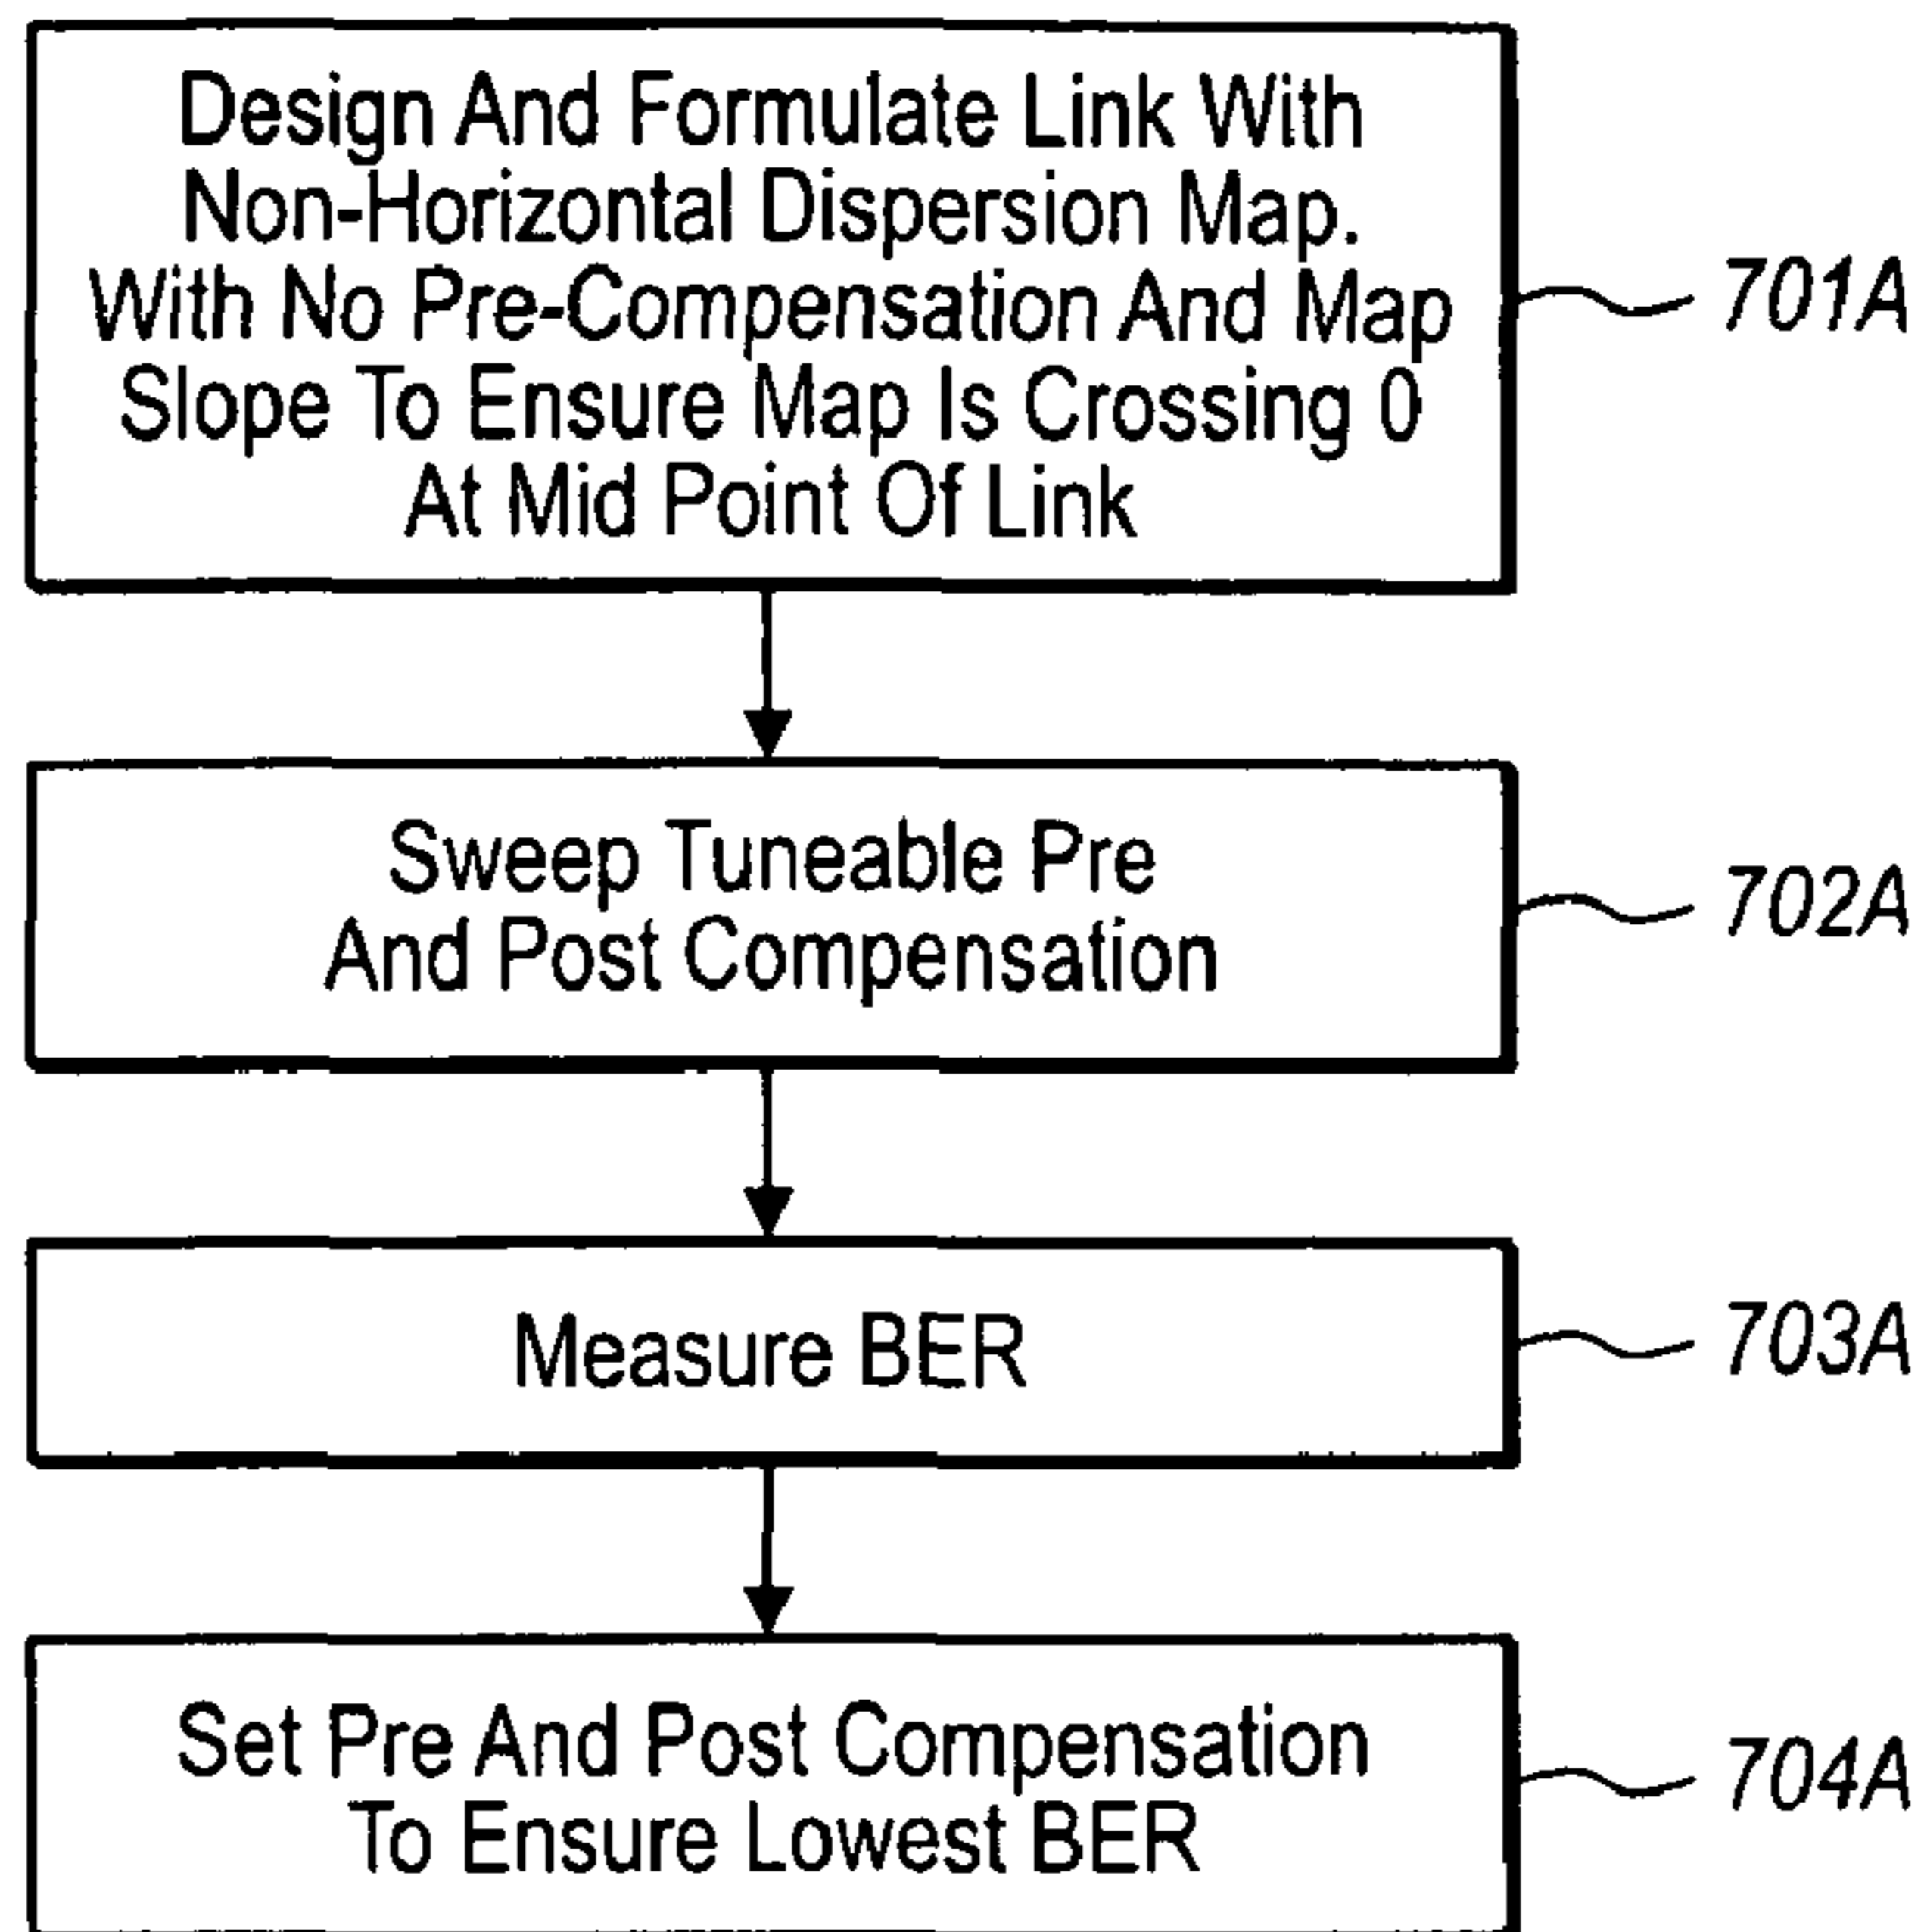 Design And Formulate Link With
Non-Horizontal Dispersion Map.
With No Pre-Compensation And Map
Slope To Ensure Map Is Crossing 0
At Mid Point Of Link
701A
Sweep Tuneable Pre
And Post Compensation
702A
Measure BER
703A
Set Pre And Post Compensation
To Ensure Lowest BER
704A